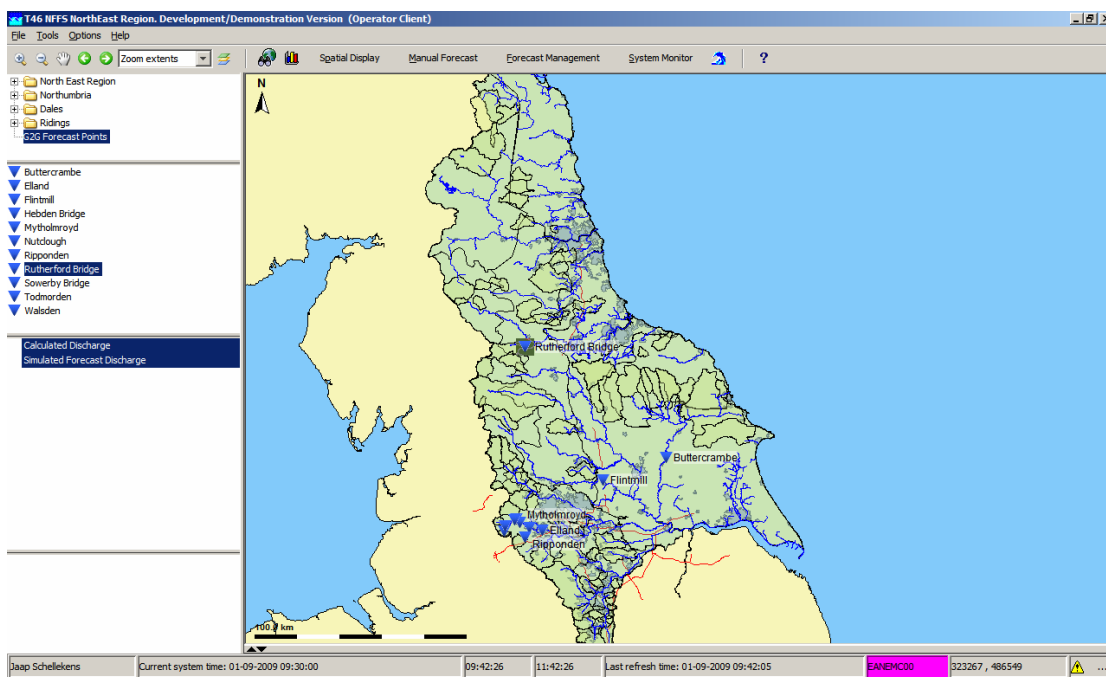 T46 NFFS NorthEast Region. Development/Demonstration Version (Operator Client)
File Tools Options Help
Zoom extents Spatial Display Manual Forecast Forecast Management System Monitor ?
North East Region
Northumbria
Dales
Ridings
G2G Forecast Points
Buttercrambe
Elland
Flintmill
Hebden Bridge
Mytholmroyd
Nutclough
Ripponden
Rutherford Bridge
Sowerby Bridge
Todmorden
Walsden
Calculated Discharge
Simulated Forecast Discharge
N
Rutherford Bridge
Buttercrambe
Flintmill
Mytholmroyd
Elland
Ripponden
100.0 km
Jaap Schellekens Current system time: 01-09-2009 09:30:00 09:42:26 11:42:26 Last refresh time: 01-09-2009 09:42:05 EANEMC00 323267 , 486549 ...